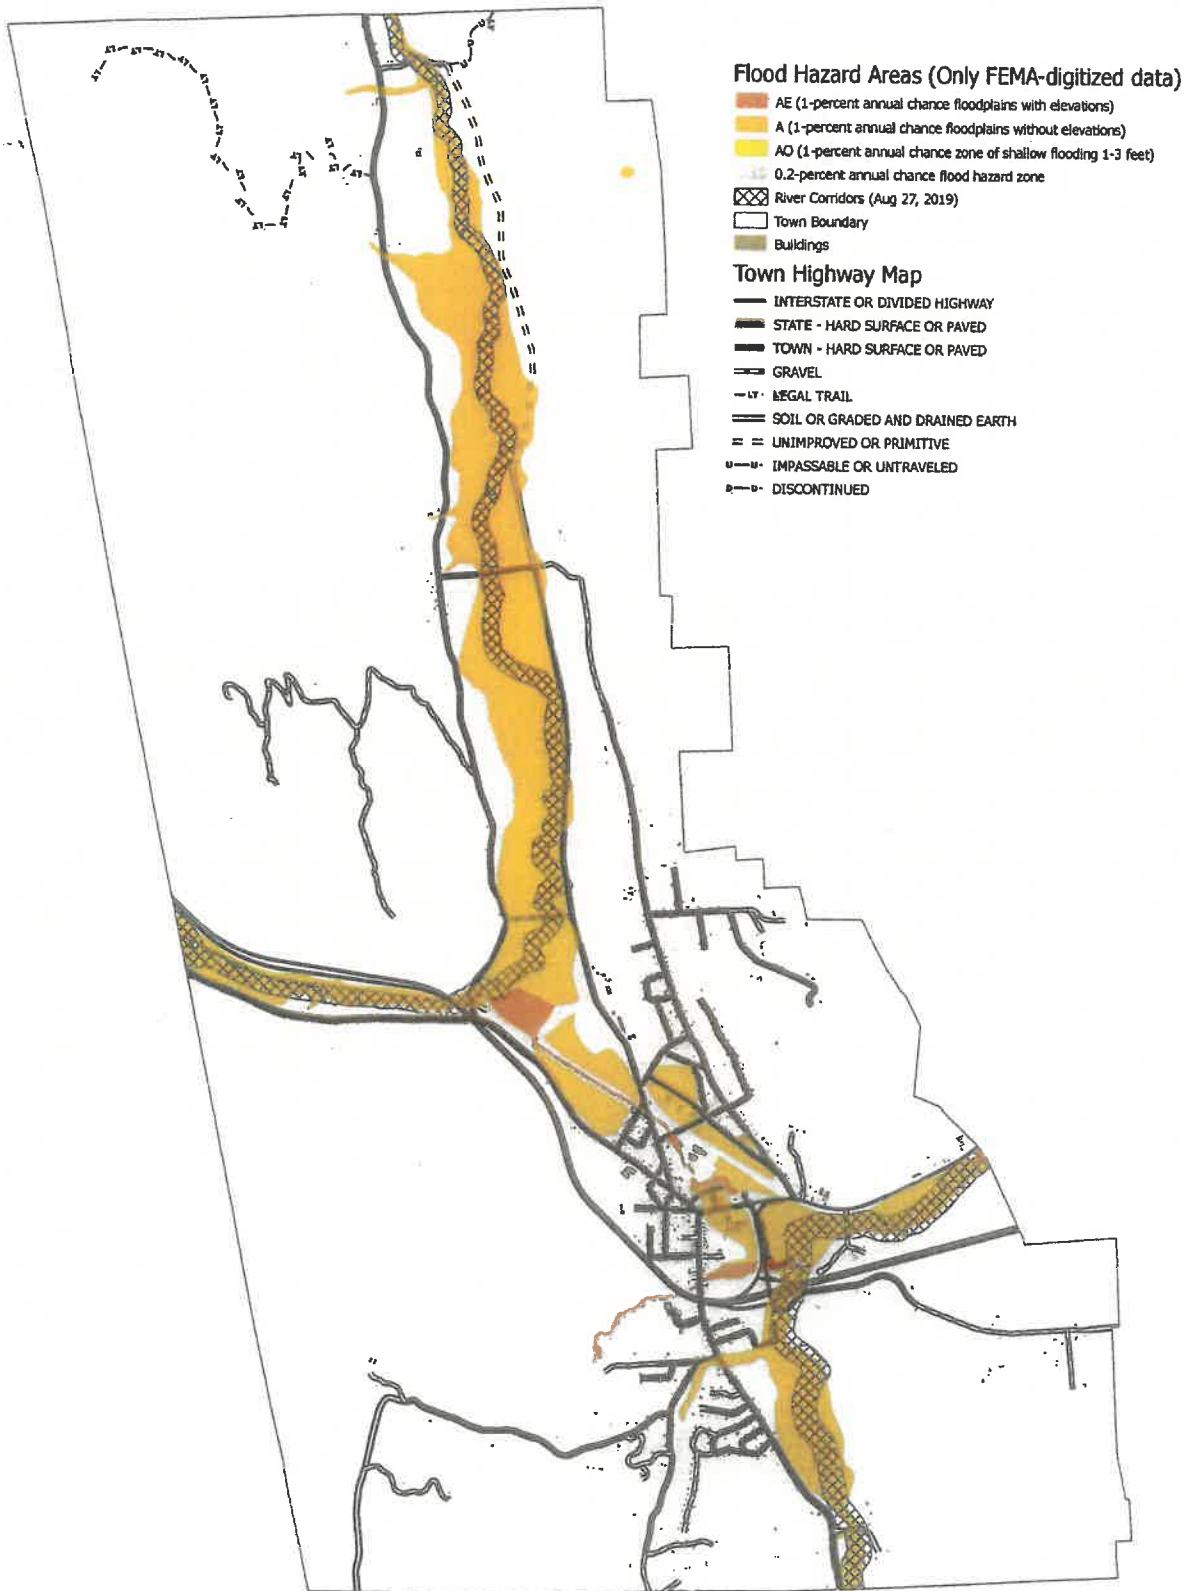 Flood Hazard Areas (Only FEMA-digitized data)
AE (1-percent annual chance floodplains with elevations)
A (1-percent annual chance floodplains without elevations)
AO (1-percent annual chance zone of shallow flooding 1-3 feet)
0.2-percent annual chance flood hazard zone
River Corridors (Aug 27, 2019)
Town Boundary
Buildings
Town Highway Map
INTERSTATE OR DIVIDED HIGHWAY
STATE - HARD SURFACE OR PAVED
TOWN - HARD SURFACE OR PAVED
GRAVEL
LT LEGAL TRAIL
SOIL OR GRADED AND DRAINED EARTH
UNIMPROVED OR PRIMITIVE
U U IMPASSABLE OR UNTRAVELED
D D DISCONTINUED